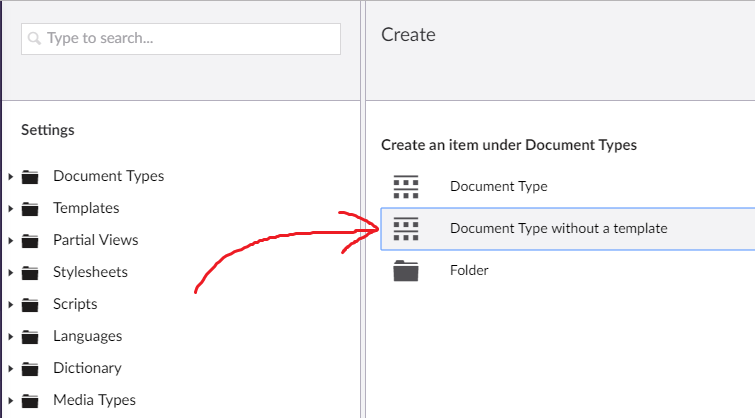 Type to search...
Settings
Document Types
Templates
Partial Views
Stylesheets
Scripts
Languages
Dictionary
Media Types
Create
Create an item under Document Types
Document Type
Document Type without a template
Folder